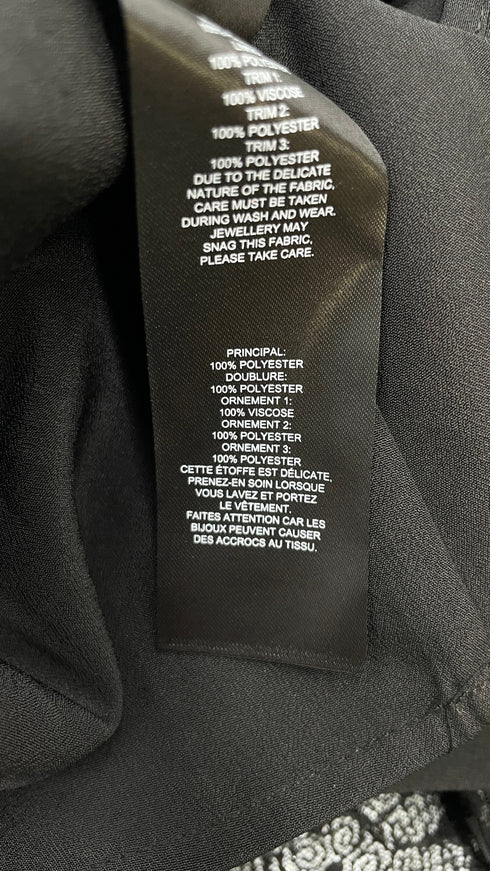 100% POLY
TRIM 1:
100% VISCOSE
TRIM 2:
100% POLYESTER
TRIM 3:
100% POLYESTER
DUE TO THE DELICATE
NATURE OF THE FABRIC,
CARE MUST BE TAKEN
DURING WASH AND WEAR.
JEWELLERY MAY
SNAG THIS FABRIC,
PLEASE TAKE CARE.
PRINCIPAL:
100% POLYESTER
DOUBLURE:
100% POLYESTER
ORNEMENT 1:
100% VISCOSE
ORNEMENT 2:
100% POLYESTER
ORNEMENT 3:
100% POLYESTER
CETTE ÉTOFFE EST DÉLICATE,
PRENEZ-EN SOIN LORSQUE
VOUS LAVEZ ET PORTEZ
LE VÊTEMENT.
FAITES ATTENTION CAR LES
BIJOUX PEUVENT CAUSER
DES ACCROCS AU TISSU.